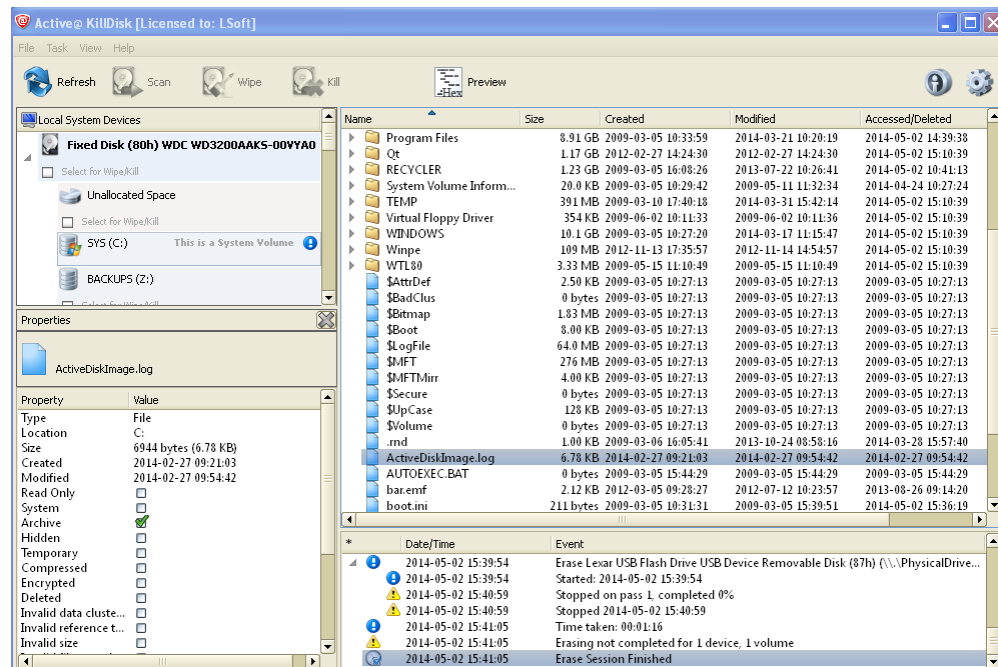 Active@ KillDisk [Licensed to: LSoft]
File Task View Help
Refresh Scan Wipe Kill Hex Preview
Local System Devices
Fixed Disk (80h) WDC WD3200AAKS-00VYA0
Select for Wipe/Kill
Unallocated Space
Select for Wipe/Kill
SYS (C:) This is a System Volume
BACKUPS (Z:)
Select for Wipe/Kill
Properties
ActiveDiskImage.log
Property Value
Type File
Location C:
Size 6944 bytes (6.78 KB)
Created 2014-02-27 09:21:03
Modified 2014-02-27 09:54:42
Read Only
System
Archive
Hidden
Temporary
Compressed
Encrypted
Deleted
Invalid data cluste...
Invalid reference t...
Invalid size
Name Size Created Modified Accessed/Deleted
Program Files 8.91 GB 2009-03-05 10:33:59 2014-03-21 10:20:19 2014-05-02 14:39:38
Qt 1.17 GB 2012-02-27 14:24:30 2012-02-27 14:24:30 2014-05-02 15:10:39
RECYCLER 1.23 GB 2009-03-05 16:08:26 2013-07-22 10:26:41 2014-05-02 10:41:13
System Volume Inform... 20.0 KB 2009-03-05 10:29:42 2009-05-11 11:32:34 2014-04-24 10:27:24
TEMP 391 MB 2009-03-10 17:40:18 2014-03-31 15:42:14 2014-05-02 15:10:39
Virtual Floppy Driver 354 KB 2009-06-02 10:11:33 2009-06-02 10:11:36 2014-05-02 15:10:39
WINDOWS 10.1 GB 2009-03-05 10:27:20 2014-03-17 11:15:47 2014-05-02 15:10:39
Winpe 109 MB 2012-11-13 17:35:57 2012-11-14 14:54:57 2014-05-02 15:10:39
WTL80 3.33 MB 2009-05-15 11:10:49 2009-05-15 11:10:49 2014-05-02 15:10:39
$AttrDef 2.50 KB 2009-03-05 10:27:13 2009-03-05 10:27:13 2009-03-05 10:27:13
$BadClus 0 bytes 2009-03-05 10:27:13 2009-03-05 10:27:13 2009-03-05 10:27:13
$Bitmap 1.83 MB 2009-03-05 10:27:13 2009-03-05 10:27:13 2009-03-05 10:27:13
$Boot 8.00 KB 2009-03-05 10:27:13 2009-03-05 10:27:13 2009-03-05 10:27:13
$LogFile 64.0 MB 2009-03-05 10:27:13 2009-03-05 10:27:13 2009-03-05 10:27:13
$MFT 276 MB 2009-03-05 10:27:13 2009-03-05 10:27:13 2009-03-05 10:27:13
$MFTMirr 4.00 KB 2009-03-05 10:27:13 2009-03-05 10:27:13 2009-03-05 10:27:13
$Secure 0 bytes 2009-03-05 10:27:13 2009-03-05 10:27:13 2009-03-05 10:27:13
$UpCase 128 KB 2009-03-05 10:27:13 2009-03-05 10:27:13 2009-03-05 10:27:13
$Volume 0 bytes 2009-03-05 10:27:13 2009-03-05 10:27:13 2009-03-05 10:27:13
.rnd 1.00 KB 2009-03-06 16:05:41 2013-10-24 08:58:16 2014-03-28 15:57:40
ActiveDiskImage.log 6.78 KB 2014-02-27 09:21:03 2014-02-27 09:54:42 2014-02-27 09:54:42
AUTOEXEC.BAT 0 bytes 2009-03-05 15:44:29 2009-03-05 15:44:29 2009-03-05 15:44:29
bar.emf 2.12 KB 2012-03-05 09:28:27 2012-07-12 10:23:57 2013-08-26 09:14:20
boot.ini 211 bytes 2009-03-05 10:31:31 2009-03-05 15:39:51 2014-05-02 15:36:19
* Date/Time Event
2014-05-02 15:39:54 Erase Lexar USB Flash Drive USB Device Removable Disk (87h) {\\.\PhysicalDrive...
2014-05-02 15:39:54 Started: 2014-05-02 15:39:54
2014-05-02 15:40:59 Stopped on pass 1, completed 0%
2014-05-02 15:40:59 Stopped 2014-05-02 15:40:59
2014-05-02 15:41:05 Time taken: 00:01:16
2014-05-02 15:41:05 Erasing not completed for 1 device, 1 volume
2014-05-02 15:41:05 Erase Session Finished